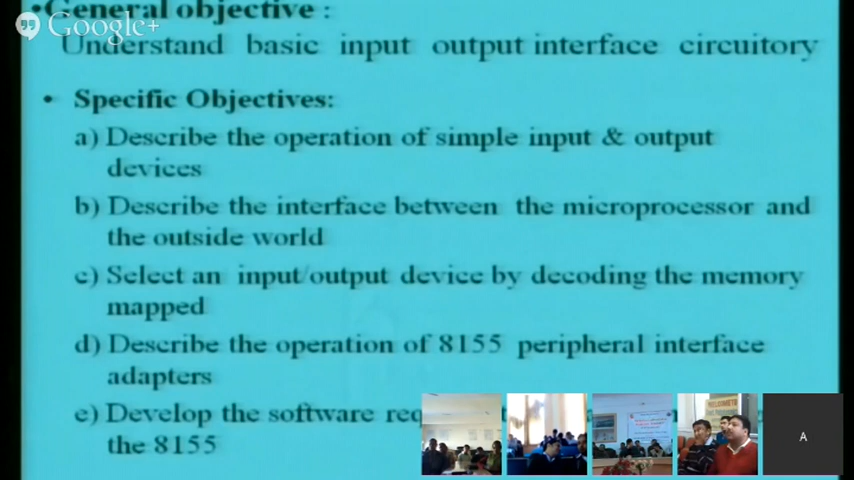 •General objective :
Google+
Understand basic input output interface circuitory
• Specific Objectives:
a) Describe the operation of simple input & output
devices
b) Describe the interface between the microprocessor and
the outside world
c) Select an input/output device by decoding the memory
mapped
d) Describe the operation of 8155 peripheral interface
adapters
e) Develop the software req
the 8155
A